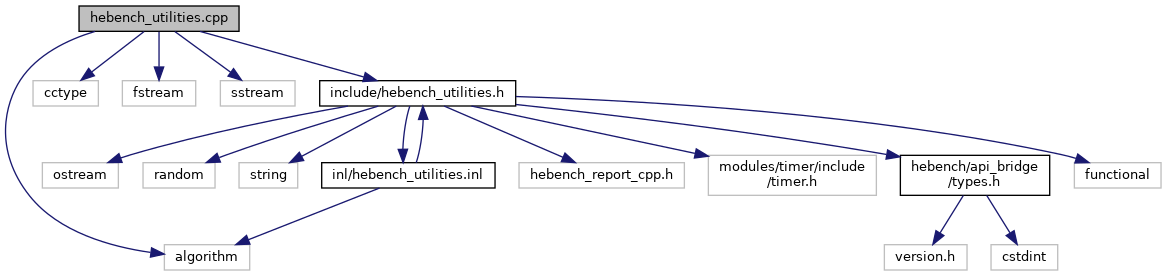 hebench_utilities.cpp
cctype
fstream
sstream
include/hebench_utilities.h
ostream
random
string
inl/hebench_utilities.inl
hebench_report_cpp.h
modules/timer/include
/timer.h
hebench/api_bridge
/types.h
functional
algorithm
version.h
cstdint